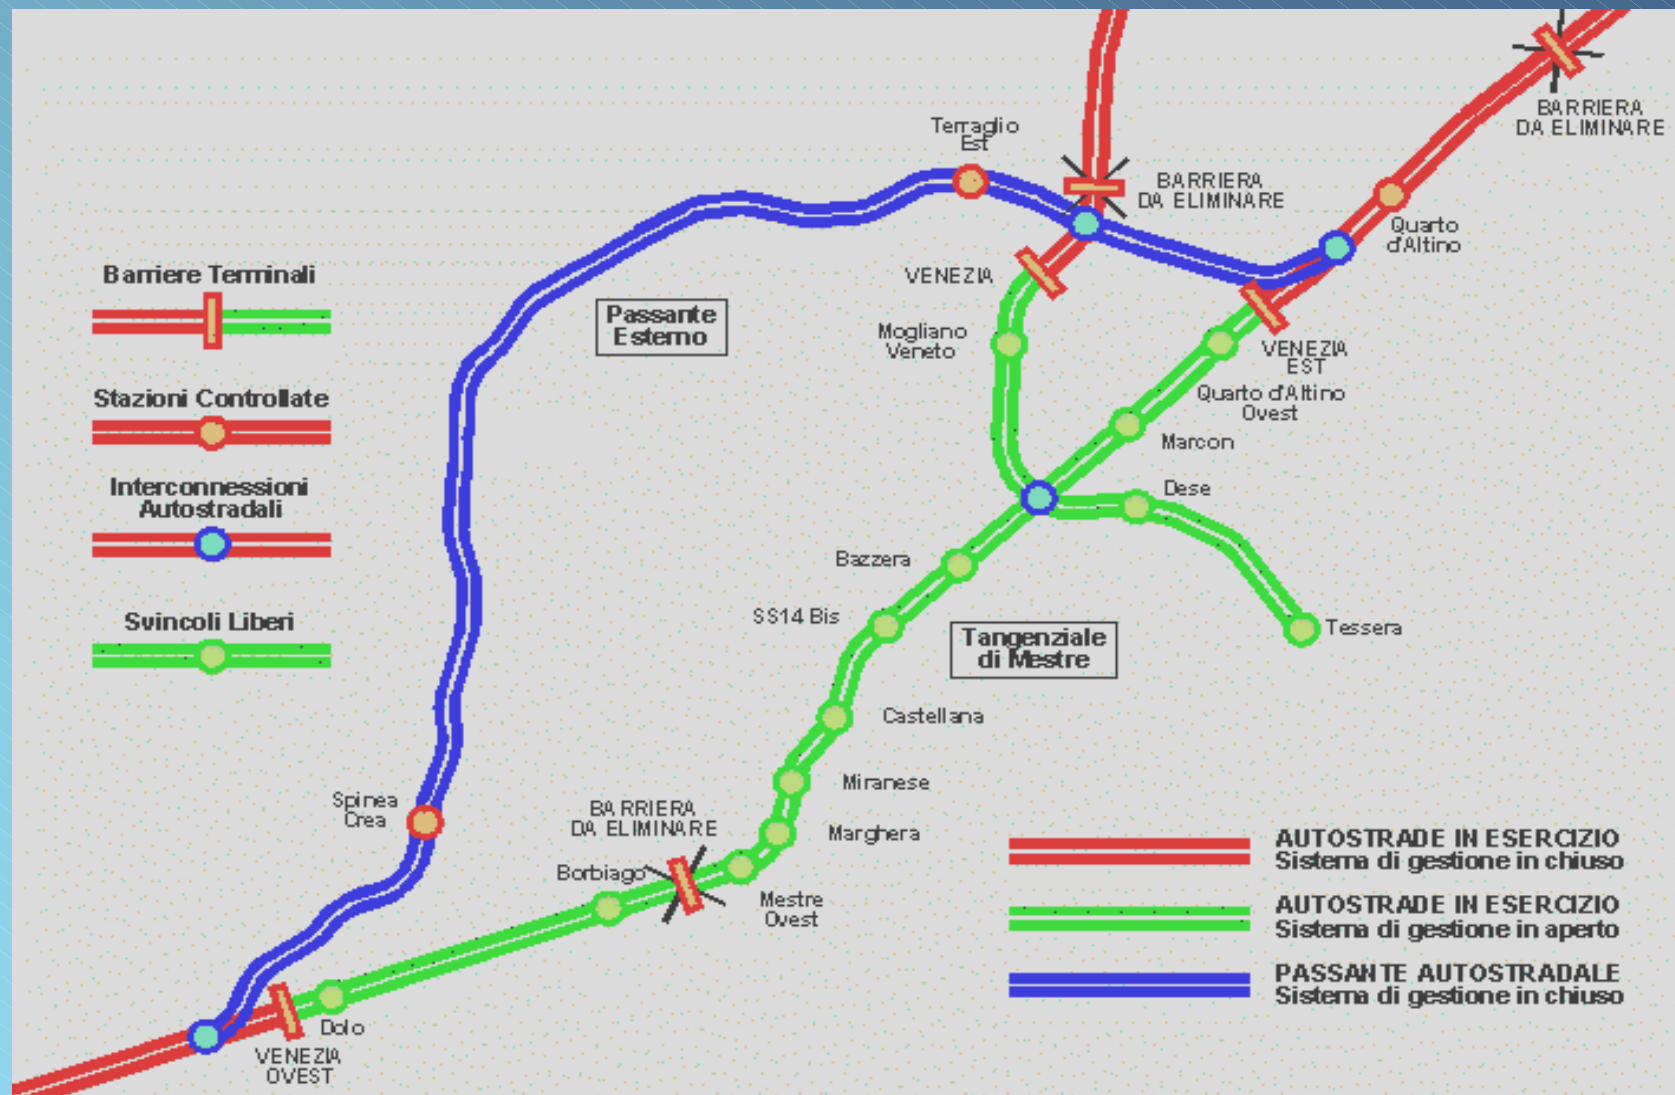 Terraglio
Est
BARRIERA
DA ELIMINARE
BARRIERA
DA ELIMINARE
Quarto
d'Altino
VENEZIA
Mogliano
Veneto
VENEZIA
EST
Quarto d'Altino
Ovest
Marcon
Dese
Bazzera
SS14 Bis
Tessera
Castellana
Miranese
Marghera
BARRIERA
DA ELIMINARE
Borbiago
Mestre
Ovest
Spinea
Crea
Dolo
VENEZIA
OVEST
Passante
Esterno
Tangenziale
di Mestre
Barriere Terminali
Stazioni Controllate
Interconnessioni
Autostradali
Svincoli Liberi
AUTOSTRADE IN ESERCIZIO
Sistema di gestione in chiuso
AUTOSTRADE IN ESERCIZIO
Sistema di gestione in aperto
PASSANTE AUTOSTRADALE
Sistema di gestione in chiuso